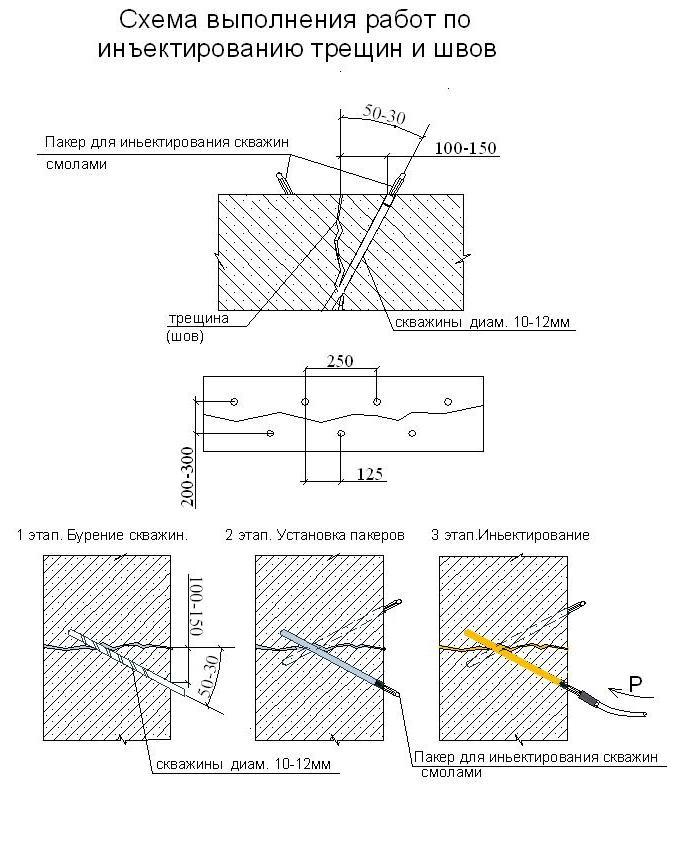 Схема выполнения работ по
инъектированию трещин и швов
50-30
Пакер для иньектирования скважин
смолами
100-150
трещина
(шов)
скважины диам. 10-12мм
250
200-300
125
1 этап. Бурение скважин.
2 этап. Установка пакеров
3 этап.Иньектирование
100-150
50-30
P
скважины диам. 10-12мм
Пакер для иньектирования скважин
смолами